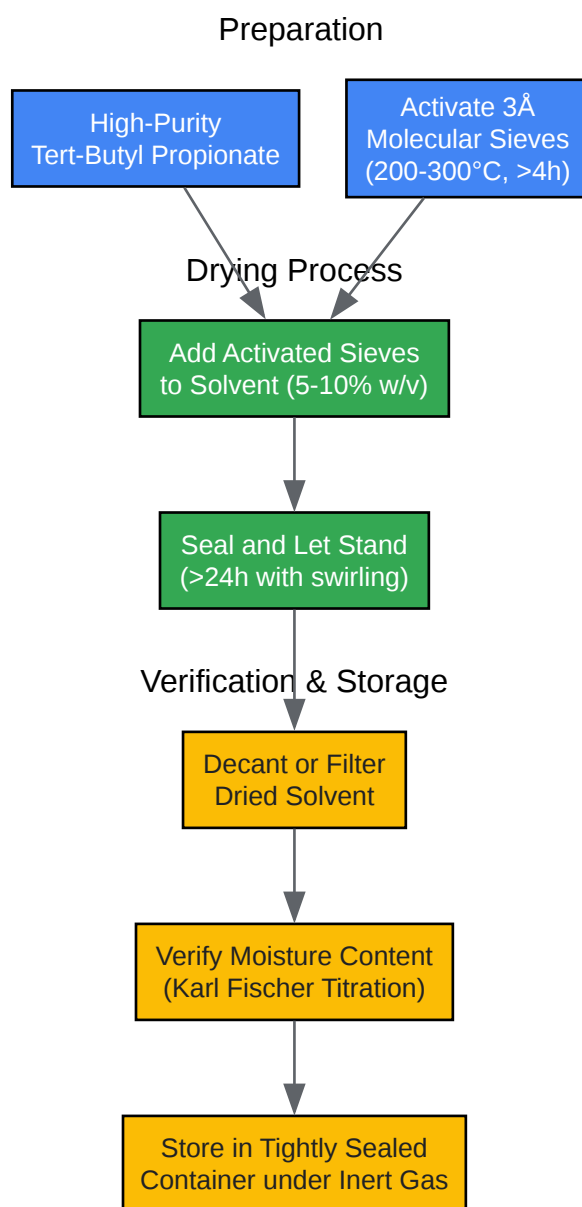 Preparation
High-Purity
Tert-Butyl Propionate
Activate 3Å
Molecular Sieves
(200-300°C, >4h)
Drying Process
Add Activated Sieves
to Solvent (5-10% w/v)
Seal and Let Stand
(>24h with swirling)
Verification & Storage
Decant or Filter
Dried Solvent
Verify Moisture Content
(Karl Fischer Titration)
Store in Tightly Sealed
Container under Inert Gas